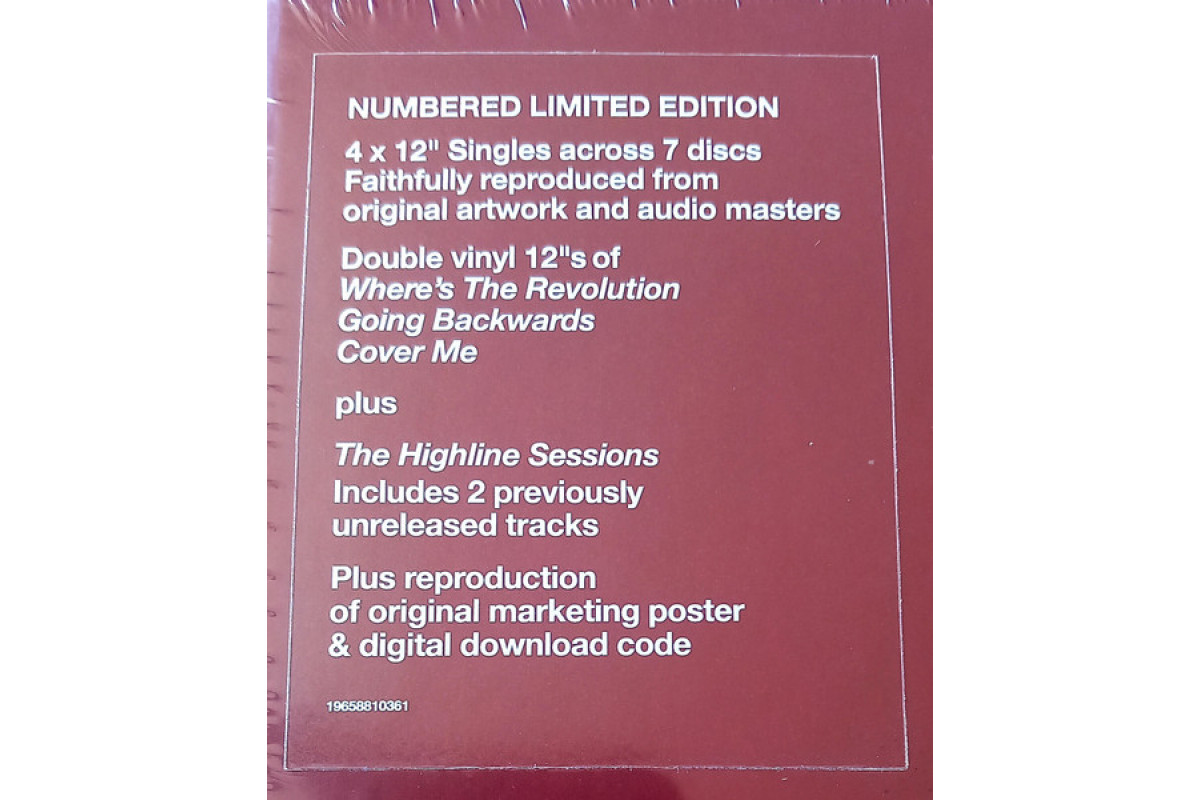 NUMBERED LIMITED EDITION
4 x 12" Singles across 7 discs
Faithfully reproduced from
original artwork and audio masters
Double vinyl 12"s of
Where's The Revolution
Going Backwards
Cover Me
plus
The Highline Sessions
Includes 2 previously
unreleased tracks
Plus reproduction
of original marketing poster
& digital download code
19658810361